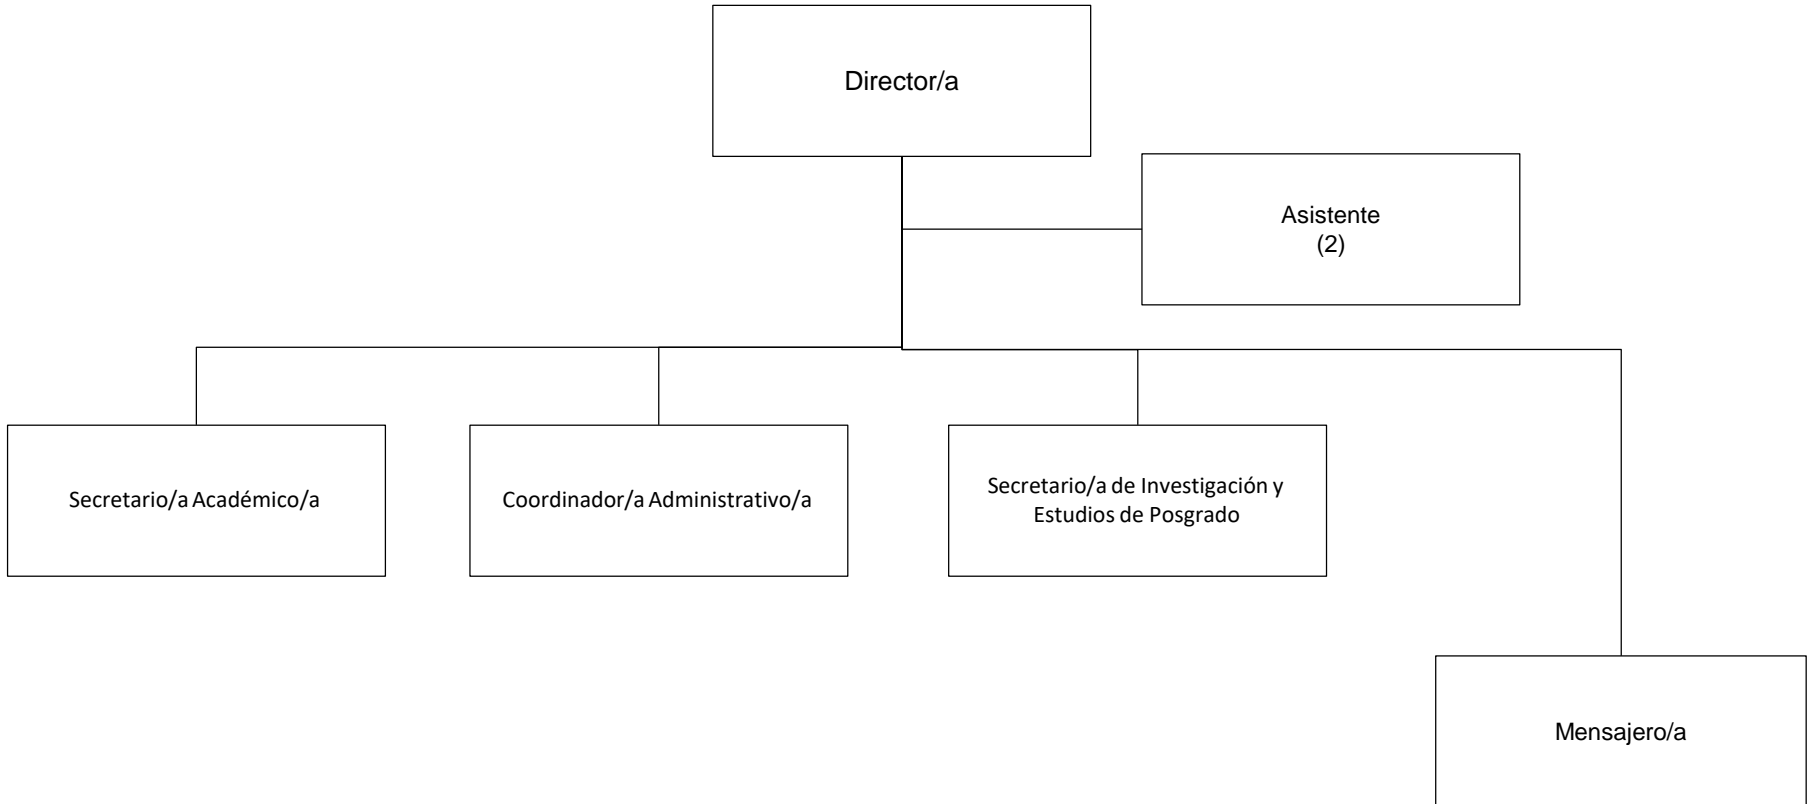 Director/a
Asistente
(2)
Secretario/a Académico/a
Coordinador/a Administrativo/a
Secretario/a de Investigación y
Estudios de Posgrado
Mensajero/a